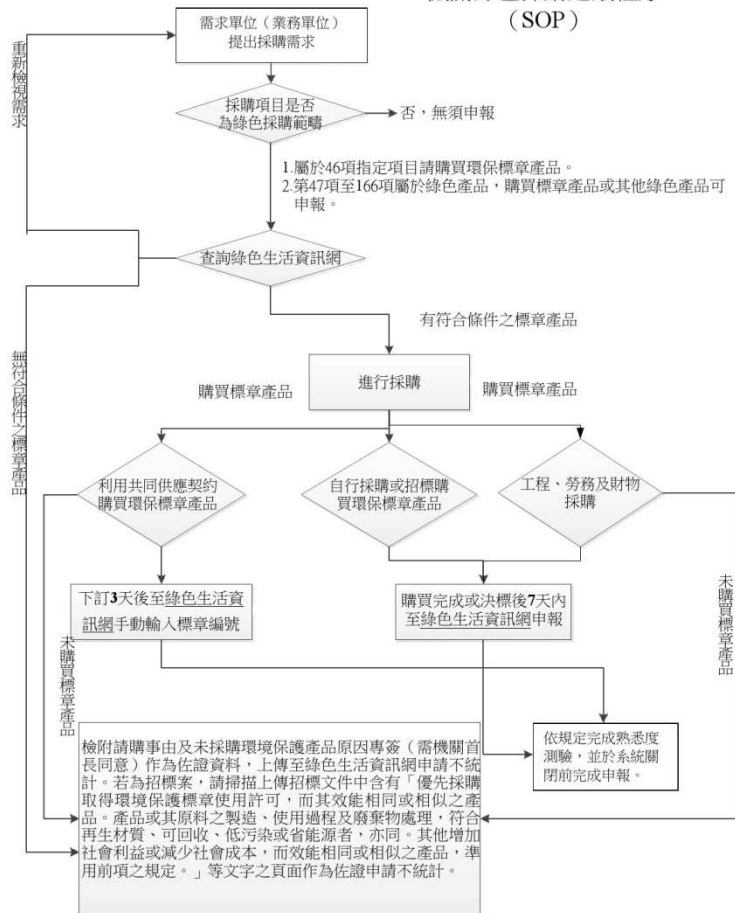 （SOP）
需求單位（業務單位）
提出採購需求
重新檢視需求
採購項目是否
為綠色採購範疇
否，無須申報
1.屬於46項指定項目請購買環保標章產品。
2.第47項至166項屬於綠色產品，購買標章產品或其他綠色產品可
申報。
查詢綠色生活資訊網
有符合條件之標章產品
無符合條件之標章產品
進行採購
購買標章產品
購買標章產品
利用共同供應契約
購買環保標章產品
自行採購或招標購
買環保標章產品
工程、勞務及財物
採購
下訂3天後至綠色生活資
訊網手動輸入標章編號
購買完成或決標後7天內
至綠色生活資訊網申報
未購買標章產品
未購買標章產品
依規定完成熟悉度
測驗，並於系統關
閉前完成申報。
檢附請購事由及未採購環境保護產品原因專簽（需機關首
長同意）作為佐證資料，上傳至綠色生活資訊網申請不統
計。若為招標案，請掃描上傳招標文件中含有「優先採購
取得環境保護標章使用許可，而其效能相同或相似之產
品。產品或其原料之製造、使用過程及廢棄物處理，符合
再生材質、可回收、低污染或省能源者，亦同。其他增加
社會利益或減少社會成本，而效能相同或相似之產品，準
用前項之規定。」等文字之頁面作為佐證申請不統計。